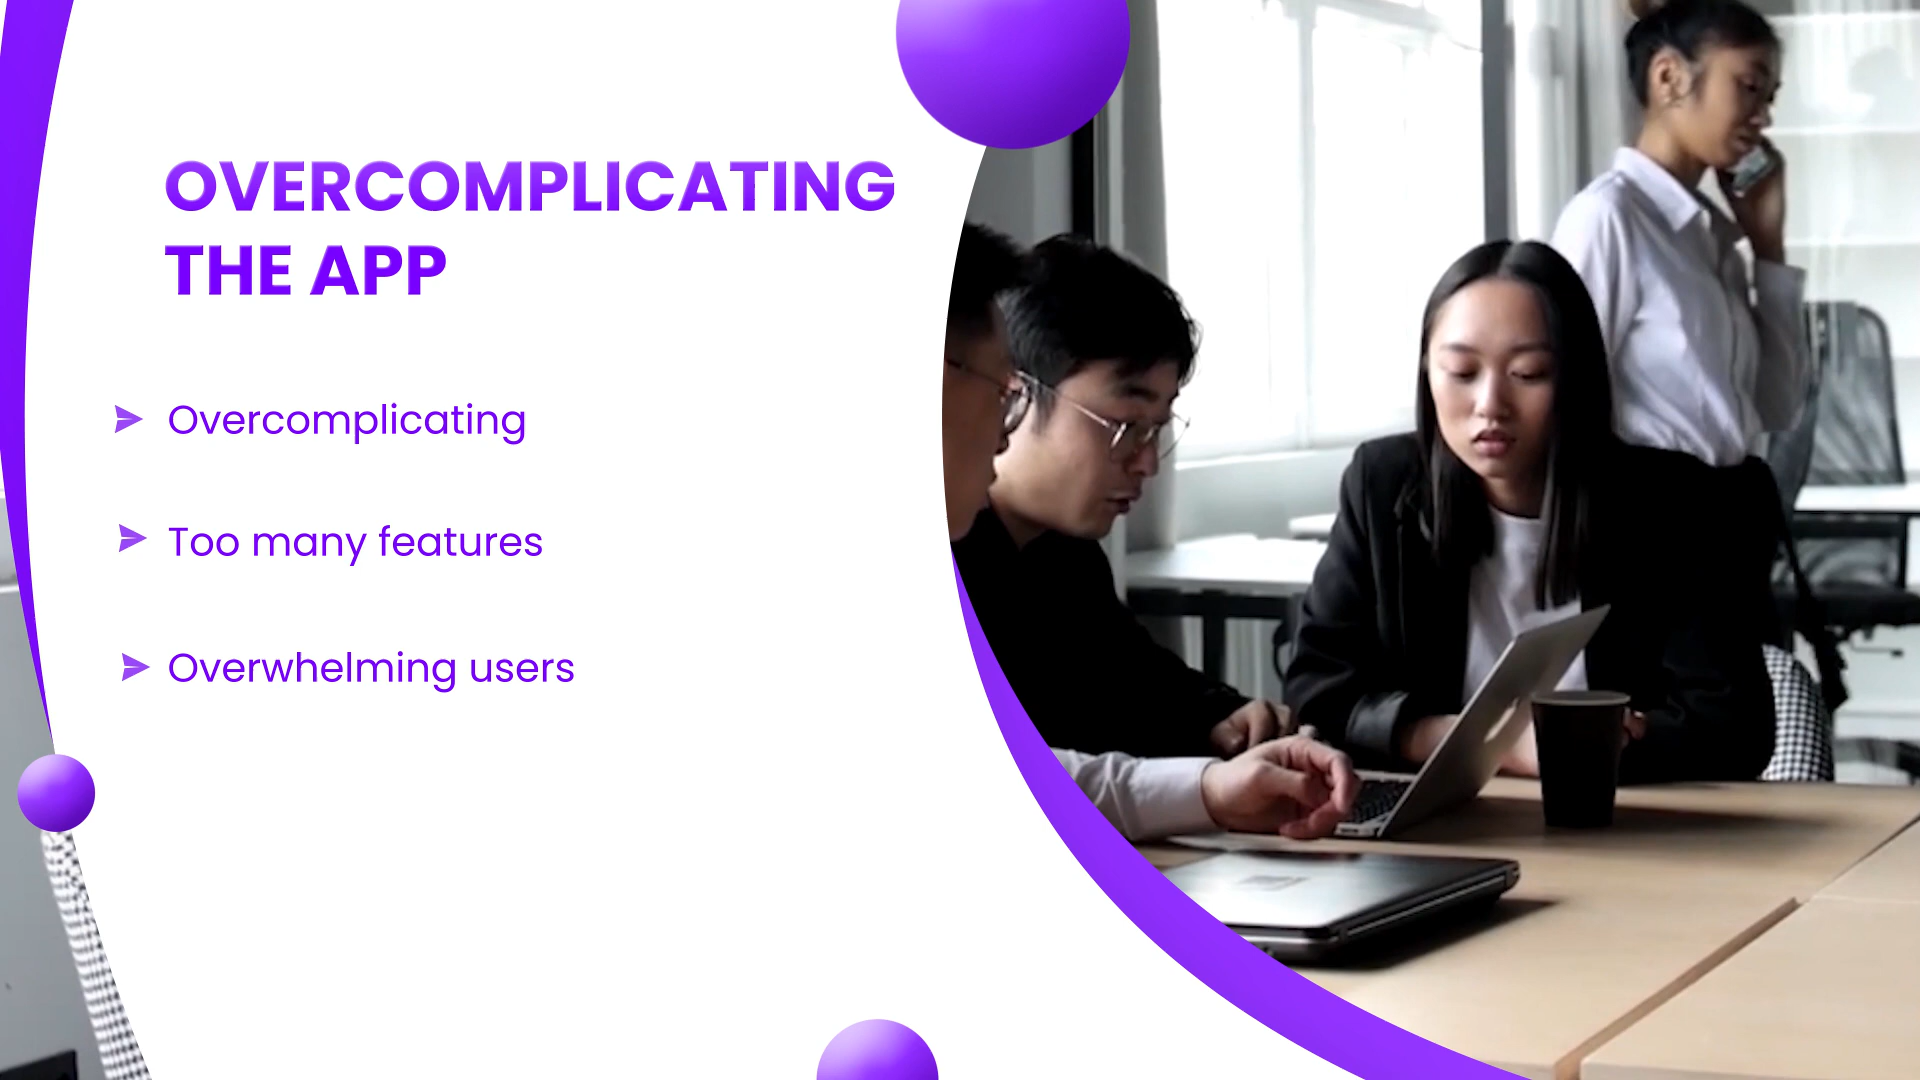 OVERCOMPLICATING
THE APP
Overcomplicating
Too many features
Overwhelming users